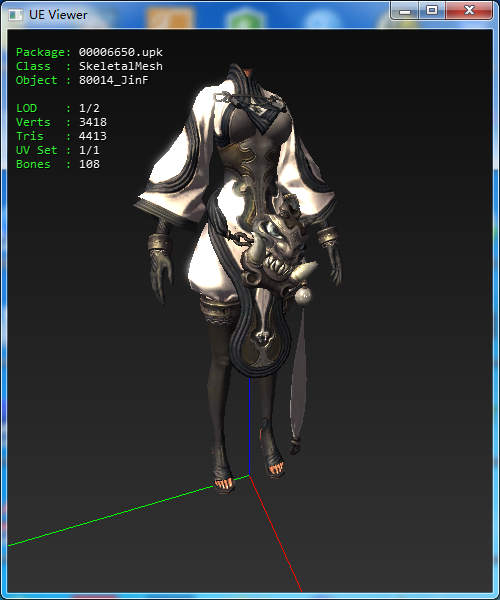 UE Viewer
Package: 00006650.upk
Class : SkeletalMesh
Object : 80014_JinF
LOD : 1/2
Verts : 3418
Tris : 4413
UV Set : 1/1
Bones : 108